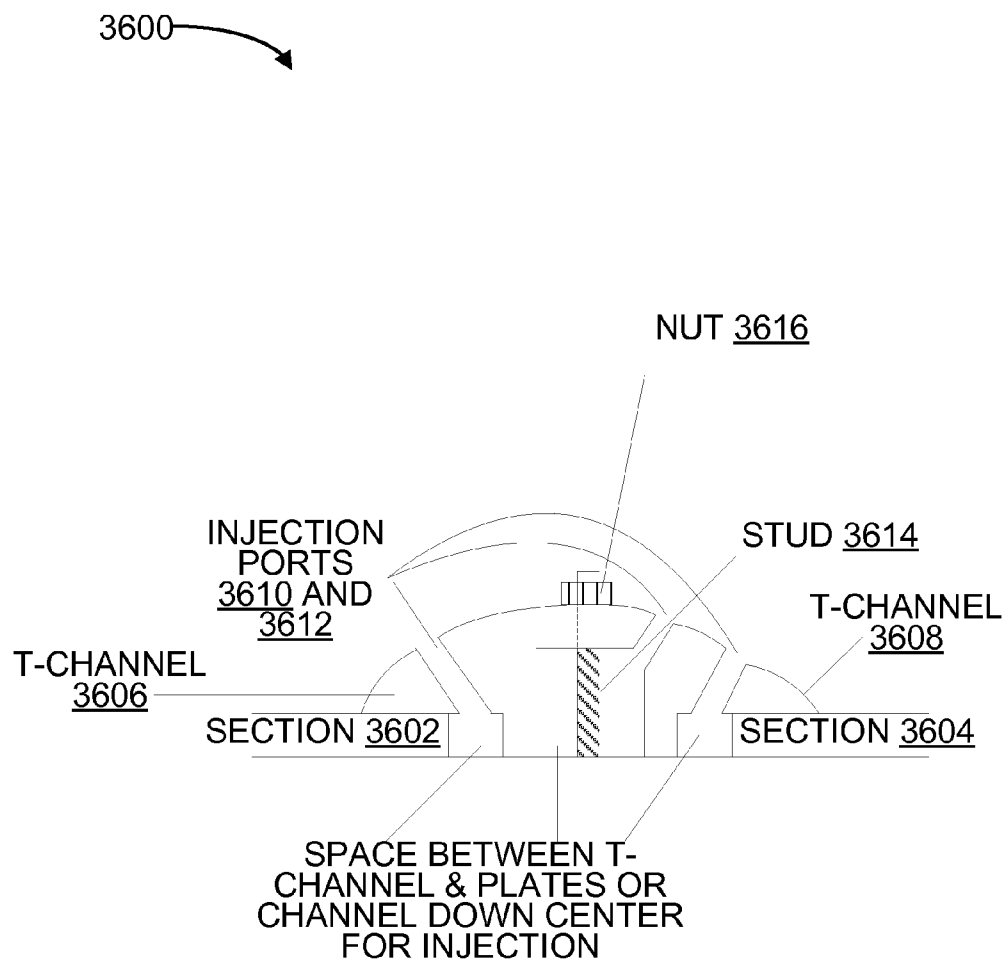 3600
NUT 3616
INJECTION
PORTS
3610 AND
3612
STUD 3614
T-CHANNEL
3608
T-CHANNEL
3606
SECTION 3602
SECTION 3604
SPACE BETWEEN T-
CHANNEL & PLATES OR
CHANNEL DOWN CENTER
FOR INJECTION